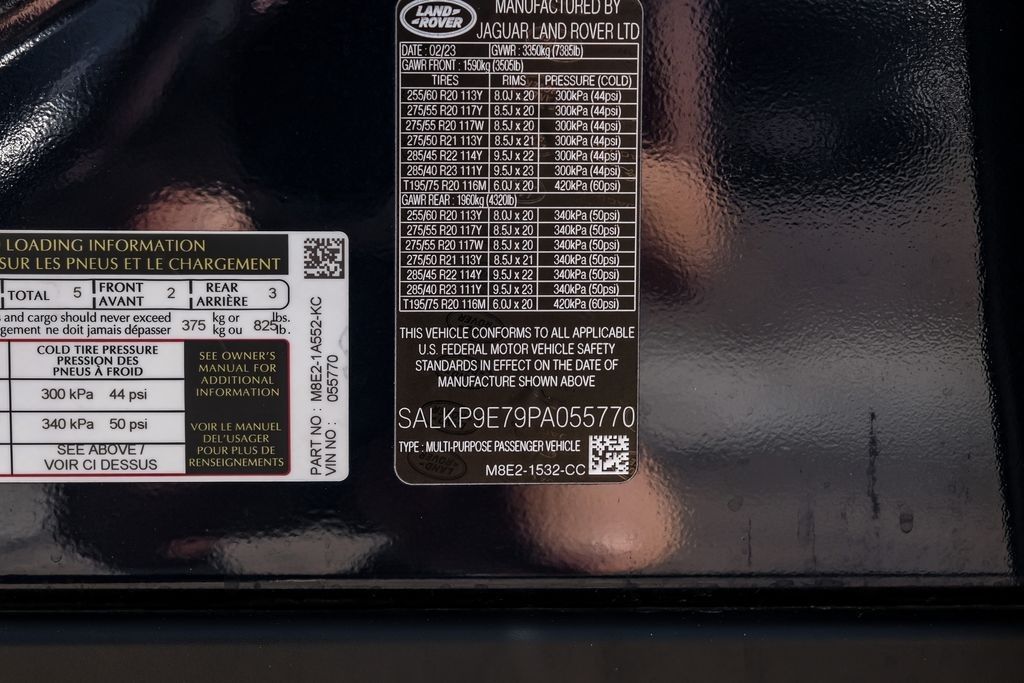 LOADING INFORMATION
SUR LES PNEUS ET LE CHARGEMENT
TOTAL 5 FRONT AVANT 2 REAR ARRIÈRE 3
and cargo should never exceed 375 kg or 825 lbs.
gement ne doit jamais dépasser kg ou lb.
COLD TIRE PRESSURE
PRESSION DES
PNEUS À FROID
300 kPa 44 psi
340 kPa 50 psi
SEE ABOVE /
VOIR CI DESSUS
SEE OWNER'S
MANUAL FOR
ADDITIONAL
INFORMATION
VOIR LE MANUEL
DEL'USAGER
POUR PLUS DE
RENSEIGNEMENTS
PART NO : M8E2-1A552-KC
VIN NO : 055770
LAND-
-ROVER
MANUFACTURED BY
JAGUAR LAND ROVER LTD
DATE : 02/23 GVWR : 3350kg (7385lb)
GAWR FRONT : 1590kg (3505lb)
TIRES RIMS PRESSURE (COLD)
255/60 R20 113Y 8.0J x 20 300kPa (44psi)
275/55 R20 117Y 8.5J x 20 300kPa (44psi)
275/55 R20 117W 8.5J x 20 300kPa (44psi)
275/50 R21 113Y 8.5J x 21 300kPa (44psi)
285/45 R22 114Y 9.5J x 22 300kPa (44psi)
285/40 R23 111Y 9.5J x 23 300kPa (44psi)
T195/75 R20 116M 6.0J x 20 420kPa (60psi)
GAWR REAR : 1960kg (4320lb)
255/60 R20 113Y 8.0J x 20 340kPa (50psi)
275/55 R20 117Y 8.5J x 20 340kPa (50psi)
275/55 R20 117W 8.5J x 20 340kPa (50psi)
275/50 R21 113Y 8.5J x 21 340kPa (50psi)
285/45 R22 114Y 9.5J x 22 340kPa (50psi)
285/40 R23 111Y 9.5J x 23 340kPa (50psi)
T195/75 R20 116M 6.0J x 20 420kPa (60psi)
THIS VEHICLE CONFORMS TO ALL APPLICABLE
U.S. FEDERAL MOTOR VEHICLE SAFETY
STANDARDS IN EFFECT ON THE DATE OF
MANUFACTURE SHOWN ABOVE
SALKP9E79PA055770
TYPE : MULTI-PURPOSE PASSENGER VEHICLE
M8E2-1532-CC